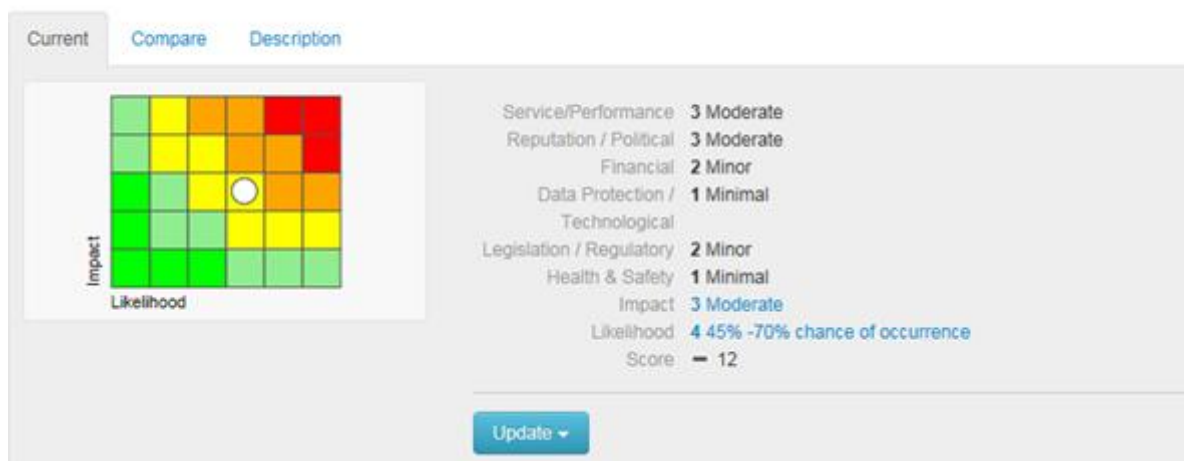 Current Compare Description
Impact
Likelihood
Service/Performance 3 Moderate
Reputation / Political 3 Moderate
Financial 2 Minor
Data Protection / 1 Minimal
Technological
Legislation / Regulatory 2 Minor
Health & Safety 1 Minimal
Impact 3 Moderate
Likelihood 4 45% -70% chance of occurrence
Score 12
Update